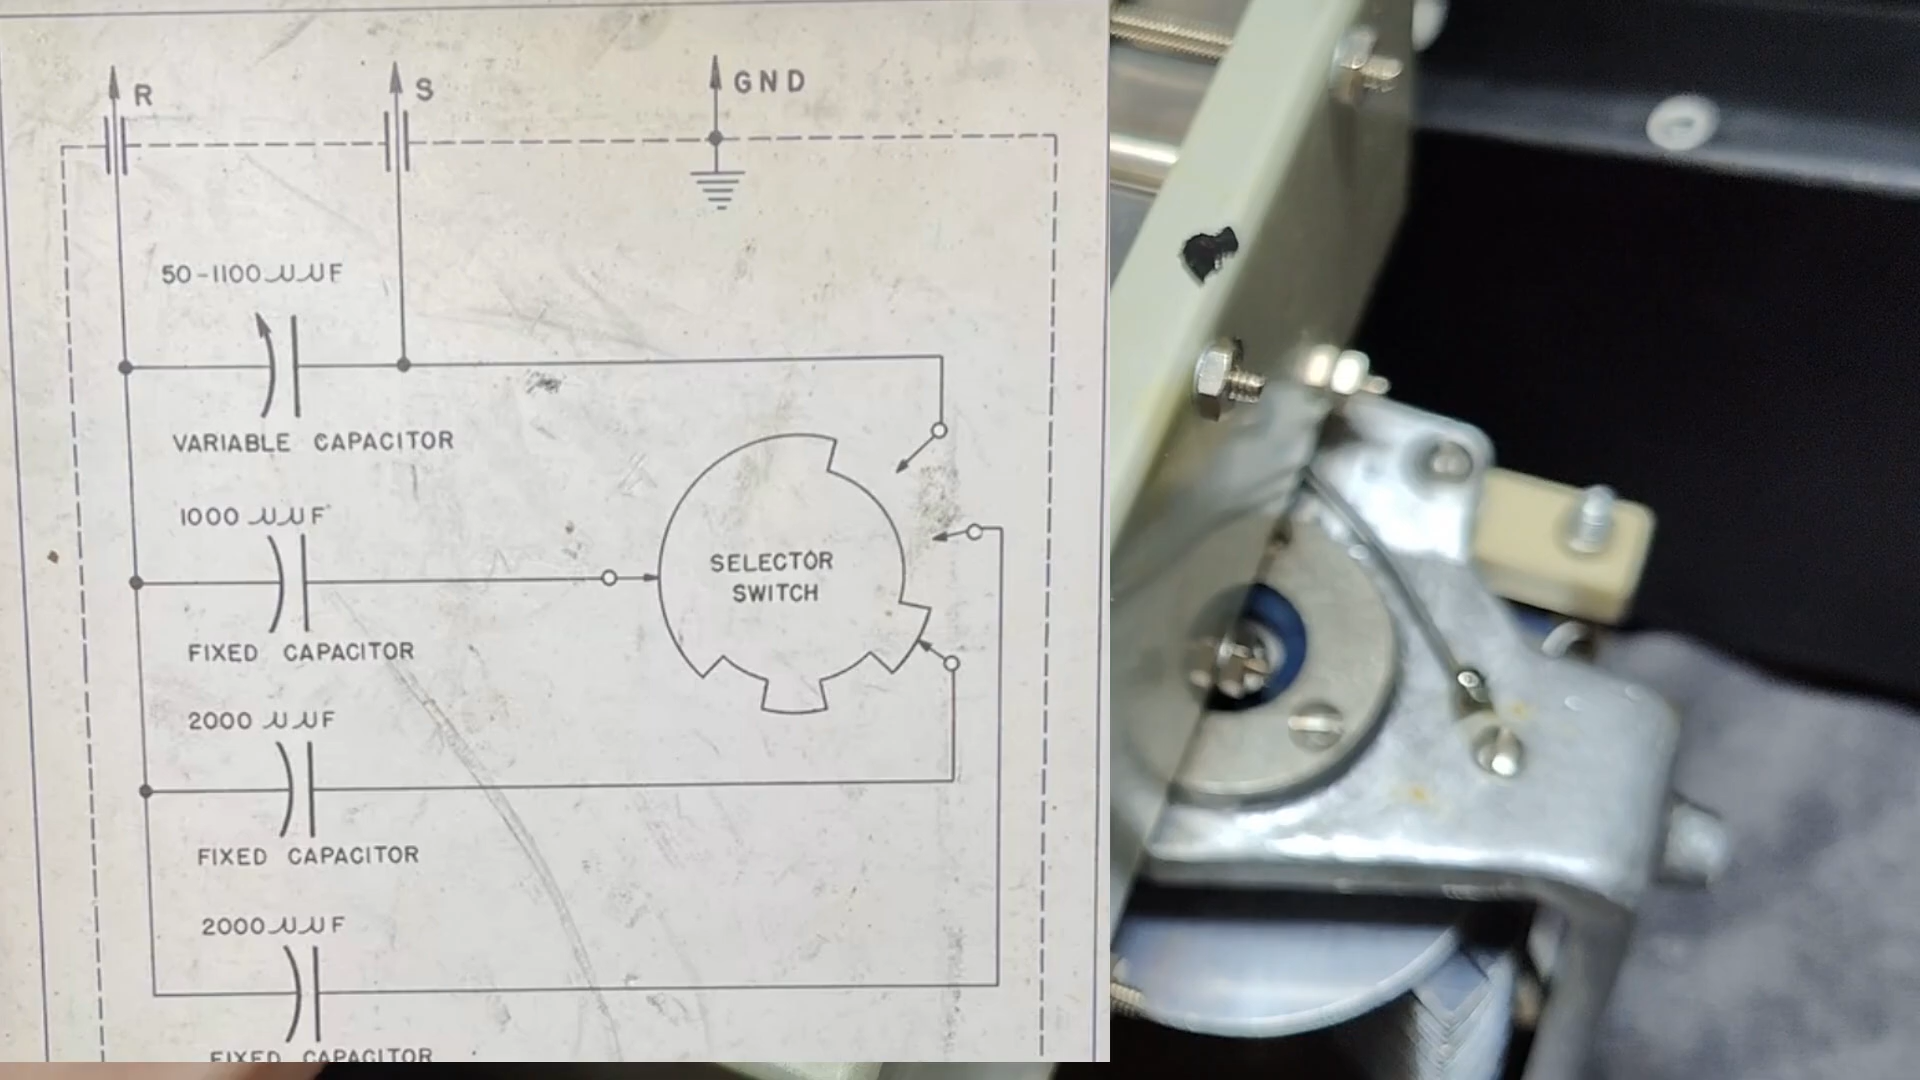 R
S
GND
50-1100 μμF
VARIABLE CAPACITOR
1000 μμF
FIXED CAPACITOR
SELECTOR
SWITCH
2000 μμF
FIXED CAPACITOR
2000 μμF
FIXED CAPACITOR